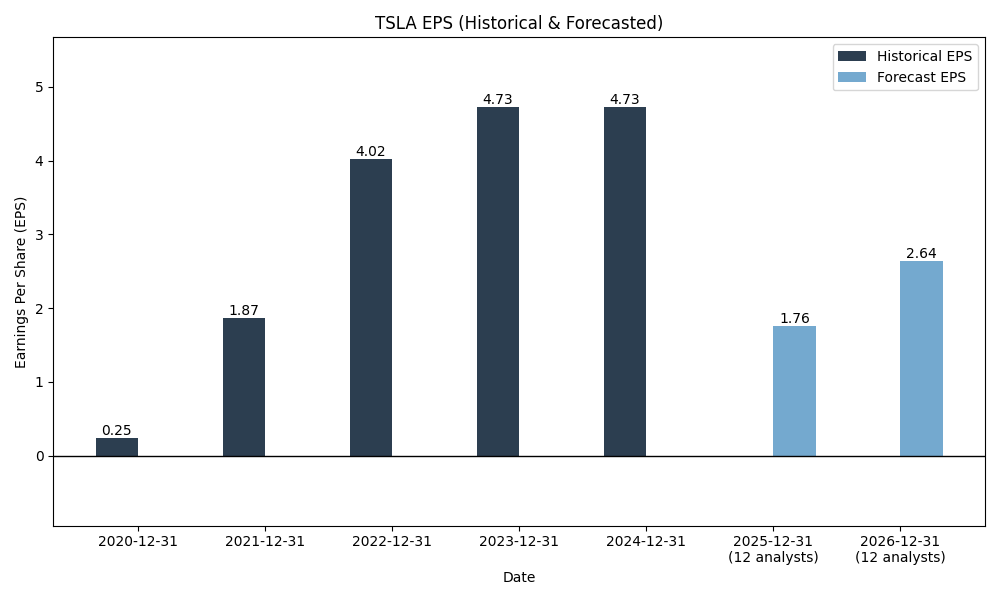 TSLA EPS (Historical & Forecasted)
Historical EPS
Forecast EPS
Earnings Per Share (EPS)
5
4
3
2
1
0
0.25
1.87
4.02
4.73
4.73
1.76
2.64
2020-12-31
2021-12-31
2022-12-31
2023-12-31
2024-12-31
2025-12-31
(12 analysts)
2026-12-31
(12 analysts)
Date